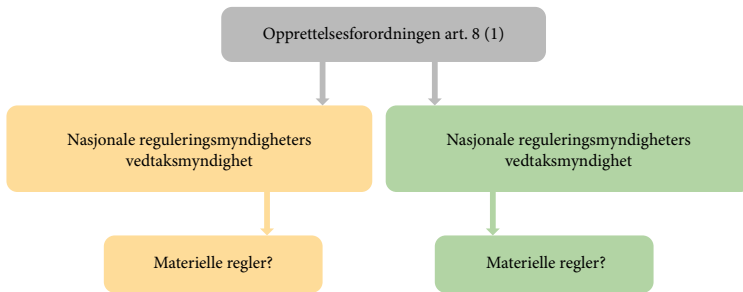 Opprettelsesforordningen art. 8 (1)
Nasjonale reguleringsmyndigheters
vedtaksmyndighet
Nasjonale reguleringsmyndigheters
vedtaksmyndighet
Materielle regler?
Materielle regler?